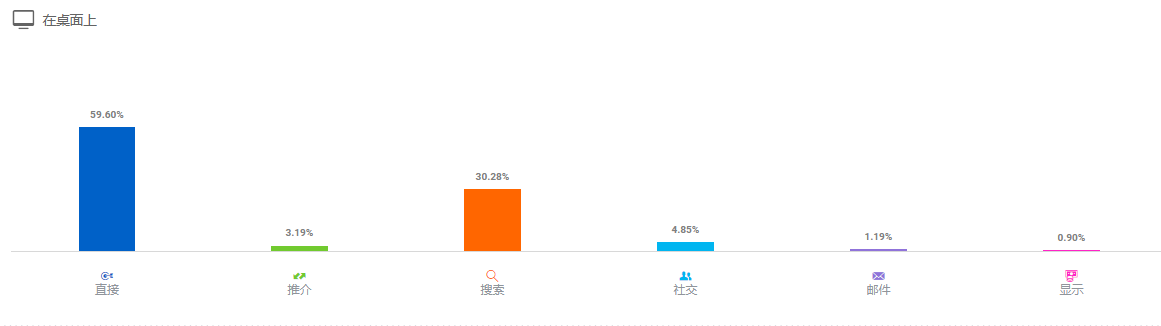 在桌面上
59.60%
3.19%
30.28%
4.85%
1.19%
0.90%
直接
推介
搜索
社交
邮件
显示